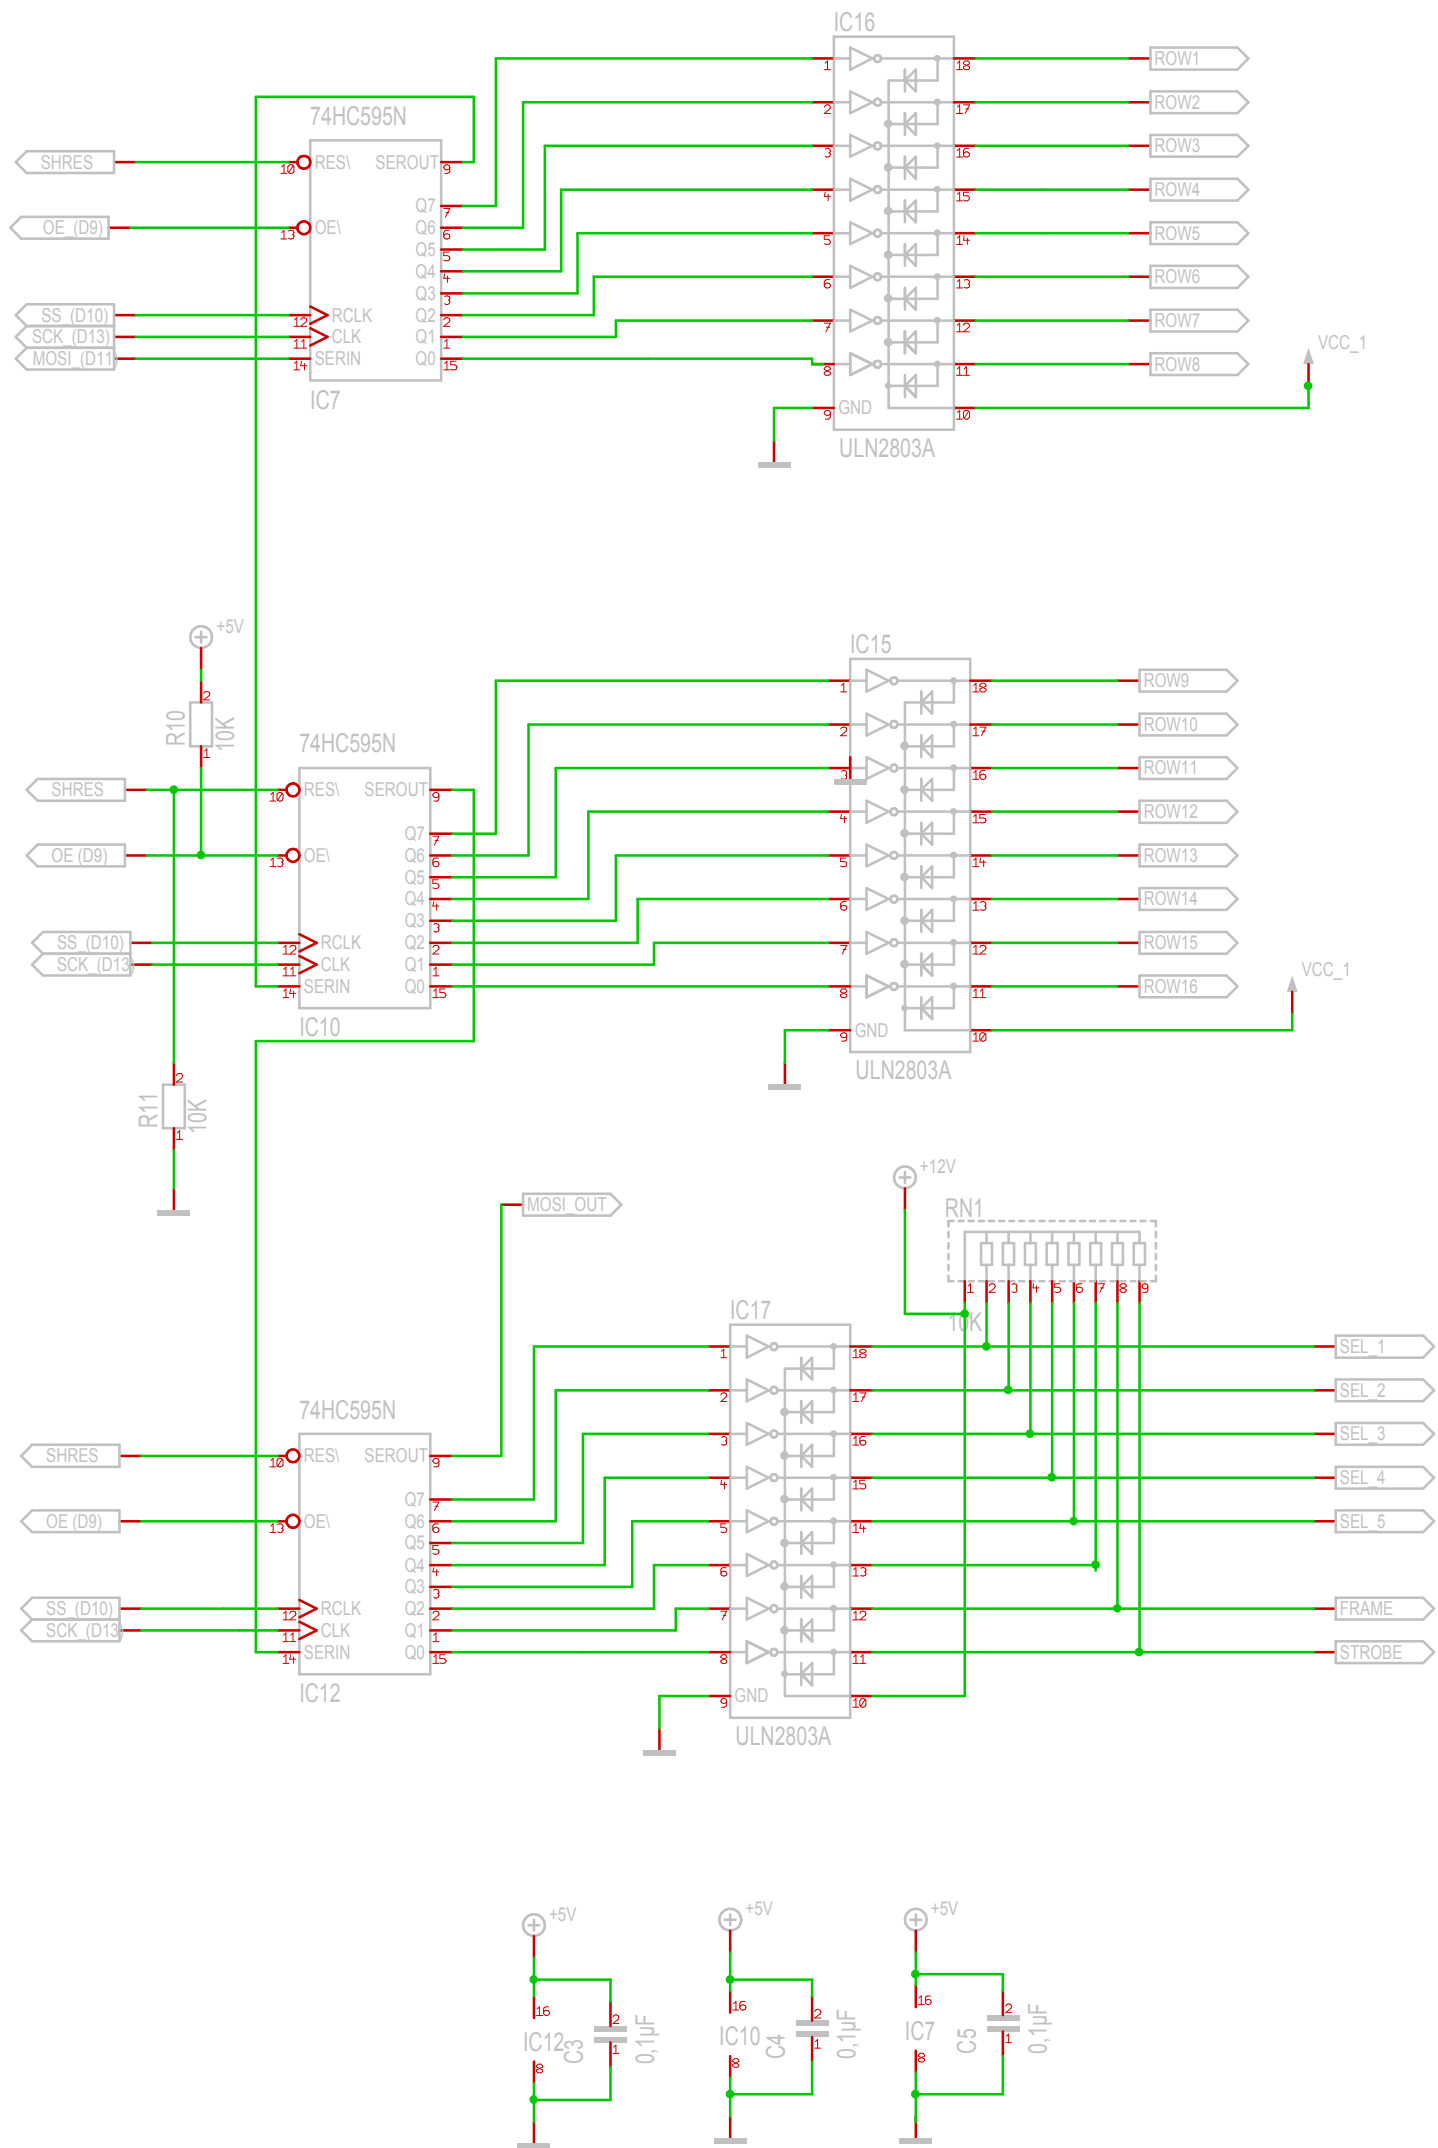 IC16
74HC595N
SHRES
OE_(D9)
SS_(D10)
SCK_(D13)
MOSI_(D11
10
13
12
11
14
RES\
OE\
RCLK
CLK
SERIN
SEROUT
Q7
Q6
Q5
Q4
Q3
Q2
Q1
Q0
9
7
6
5
4
3
2
1
15
IC7
1
2
3
4
5
6
7
8
9
GND
18
17
16
15
14
13
12
11
10
ULN2803A
ROW1
ROW2
ROW3
ROW4
ROW5
ROW6
ROW7
ROW8
VCC_1
+5V
R10
10K
2
1
IC15
74HC595N
SHRES
OE (D9)
SS_(D10)
SCK_(D13
10
13
12
11
14
RES\
OE\
RCLK
CLK
SERIN
SEROUT
Q7
Q6
Q5
Q4
Q3
Q2
Q1
Q0
9
7
6
5
4
3
2
1
15
IC10
1
2
3
4
5
6
7
8
9
GND
18
17
16
15
14
13
12
11
10
ULN2803A
ROW9
ROW10
ROW11
ROW12
ROW13
ROW14
ROW15
ROW16
VCC_1
R11
10K
2
1
MOSI_OUT
+12V
RN1
1
2
3
4
5
6
7
8
9
10K
IC17
74HC595N
SHRES
OE (D9)
SS_(D10)
SCK_(D13
10
13
12
11
14
RES\
OE\
RCLK
CLK
SERIN
SEROUT
Q7
Q6
Q5
Q4
Q3
Q2
Q1
Q0
9
7
6
5
4
3
2
1
15
IC12
1
2
3
4
5
6
7
8
9
GND
18
17
16
15
14
13
12
11
10
ULN2803A
SEL_1
SEL_2
SEL_3
SEL_4
SEL_5
FRAME
STROBE
+5V
16
IC12
8
C3
2
1
0,1µF
+5V
16
IC10
8
C4
2
1
0,1µF
+5V
16
IC7
8
C5
2
1
0,1µF